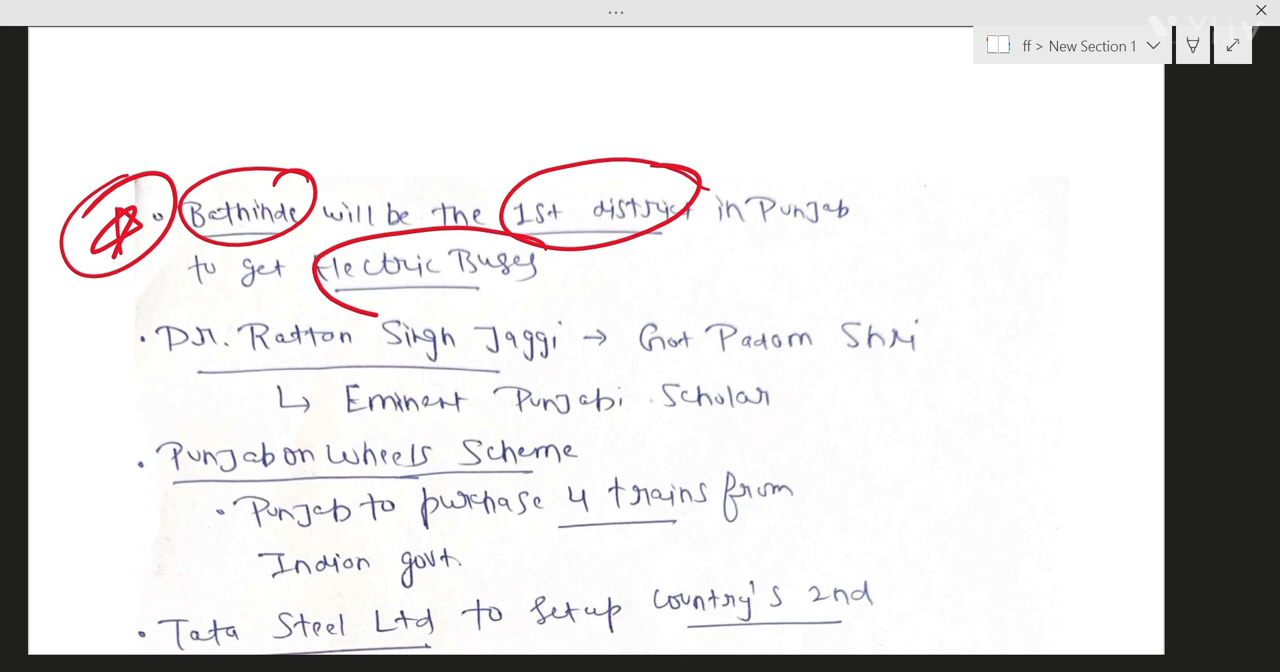 ...
ff > New Section 1
• Bathinde will be the 1st district in Punjab
to get Electric Buses
• Dr. Ratton Singh Jaggi → Got Padam Shri
↳ Eminent Punjabi Scholar
• Punjab on Wheels Scheme
• Punjab to purchase 4 trains from
Indion govt.
• Tata Steel Ltd to setup country's 2nd